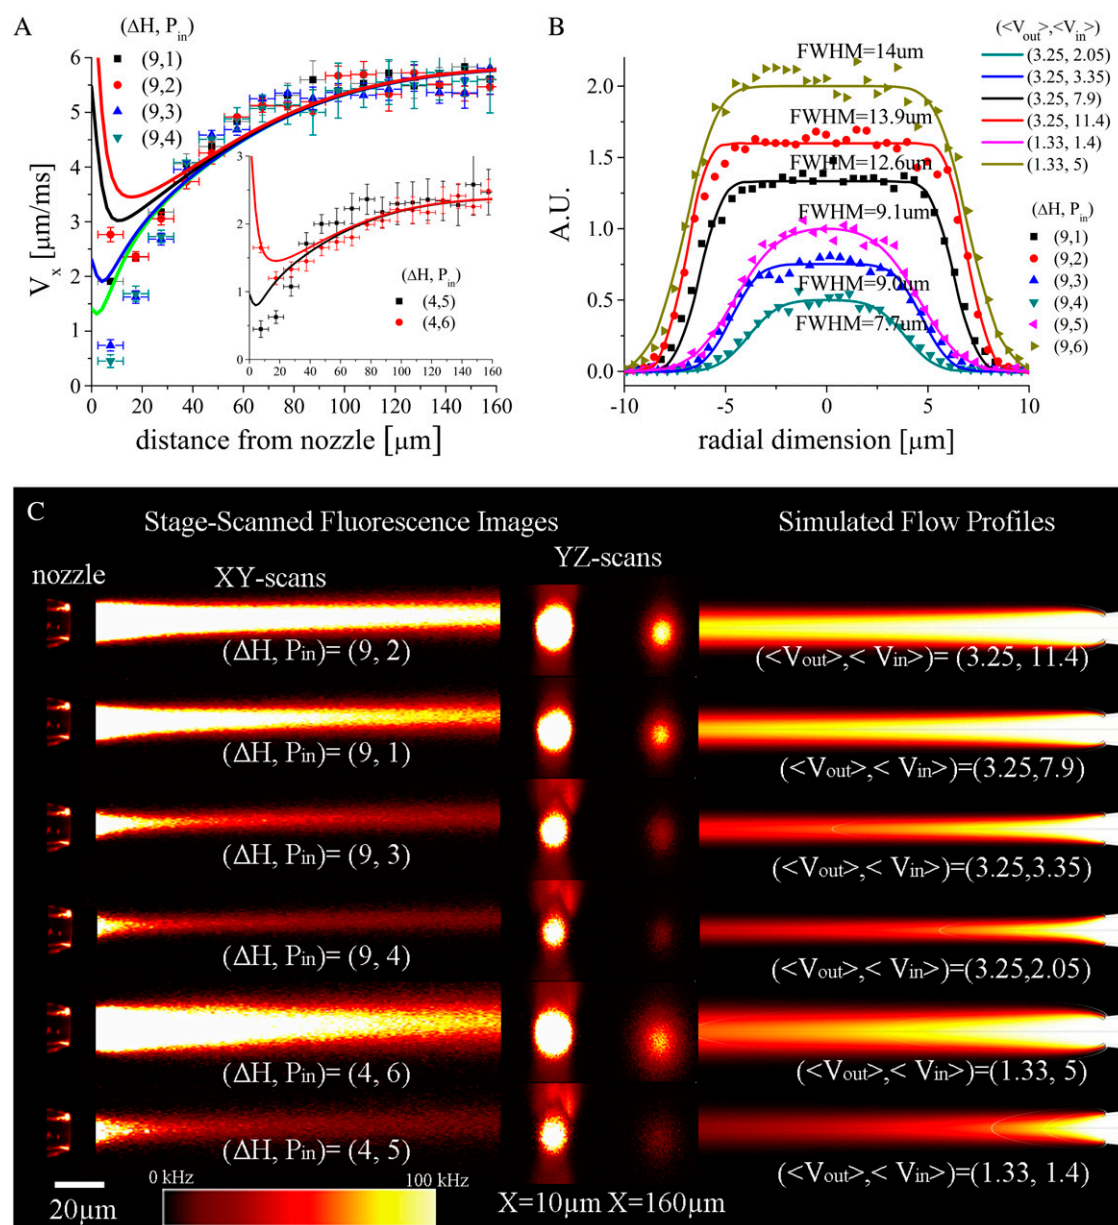 A
(ΔH, P_in)
(9,1)
(9,2)
(9,3)
(9,4)
V_x [μm/ms]
6
5
4
3
2
1
0
0 20 40 60 80 100 120 140 160
distance from nozzle [μm]
3
2
1
0
0 20 40 60 80 100 120 140 160
(ΔH, P_in)
(4,5)
(4,6)
B
A.U.
2.0
1.5
1.0
0.5
0.0
-10 -5 0 5 10
radial dimension [μm]
FWHM=14um
FWHM=13.9um
FWHM=12.6um
FWHM=9.1um
FWHM=9.0um
FWHM=7.7um
(<V_out>,<V_in>)
(3.25, 2.05)
(3.25, 3.35)
(3.25, 7.9)
(3.25, 11.4)
(1.33, 1.4)
(1.33, 5)
(ΔH, P_in)
(9,1)
(9,2)
(9,3)
(9,4)
(9,5)
(9,6)
C
Stage-Scanned Fluorescence Images
Simulated Flow Profiles
nozzle
XY-scans
YZ-scans
(ΔH, Pin)= (9, 2)
(<Vout>,< Vin>)= (3.25, 11.4)
(ΔH, Pin)= (9, 1)
(<Vout>,< Vin>)=(3.25,7.9)
(ΔH, Pin)= (9, 3)
(<Vout>,< Vin>)=(3.25,3.35)
(ΔH, Pin)= (9, 4)
(<Vout>,< Vin>)=(3.25,2.05)
(ΔH, Pin)= (4, 6)
(<Vout>,< Vin>)=(1.33, 5)
(ΔH, Pin)= (4, 5)
(<Vout>,< Vin>)=(1.33, 1.4)
0 kHz
100 kHz
20μm
X=10μm X=160μm